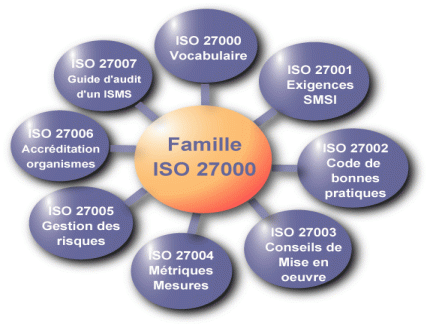 Famille
ISO 27000
ISO 27000
Vocabulaire
ISO 27001
Exigences
SMSI
ISO 27002
Code de
bonnes
pratiques
ISO 27003
Conseils de
Mise en
oeuvre
ISO 27004
Métriques
Mesures
ISO 27005
Gestion des
risques
ISO 27006
Accréditation
organismes
ISO 27007
Guide d'audit
d'un ISMS